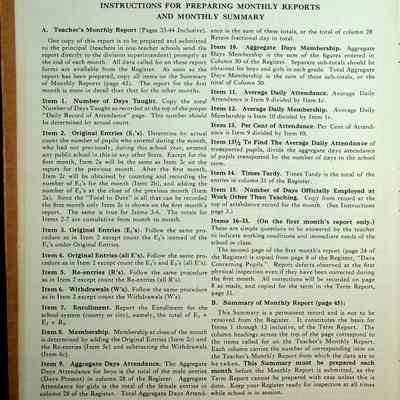 INSTRUCTIONS FOR PREPARING MONTHLY REPORTS
AND MONTHLY SUMMARY
A. Teacher's Monthly Report (Pages 33-44 Inclusive).
One copy of this report is to be prepared and submitted
to the principal (teachers in one-teacher schools send the
report directly to the division superintendent) promptly at
the end of each month. All data called for on these report
forms are available from the Register. As soon as the
report has been prepared, copy all items on the Summary
of Monthly Reports (page 45). The report for the first
month is more in detail than that for the other months.
Item 1. Number of Days Taught. Copy the total
Number of Days Taught as recorded at the top of the proper
"Daily Record of Attendance" page. This number should
be determined for actual count.
Item 2. Original Entries (E's). Determine by actual
count the number of pupils who entered during the month,
who had not previously, during this school year, entered
any public school in this or any other State. Except for the
first month, Item 2a will be the same as Item 2c on the
report for the previous month. After the first month,
Item 2c will be obtained by counting and recording the
number of E₁'s for the month (Item 2b), and adding the
number of E₁'s at the close of the previous month (Item
2a). Since the "Total to Date" is all that can be recorded
the first month only Item 2c is shown on the first month's
report. The same is true for Items 3-6. The totals for
Items 2-7 are cumulative from month to month.
Item 3. Original Entries (E's). Follow the same pro-
cedure as in Item 2 except count the E₂'s instead of the
E₁'s under Original Entries.
Item 4. Original Entries (all E's). Follow the same pro-
cedure as in Item 2 except count the E₁'s and the E₂'s.
Item 5. Re-entries (R's). Follow the same procedure
as in Item 2 except count the Re-entries (all R's).
Item 6. Withdrawals (W's). Follow the same procedure
as in Item 2 except count the Withdrawals (W's).
Item 7. Enrollment. Report the Enrollment for the
school system (county or city), namely, the total of E₁ +
E₂ + R₂.
Item 8. Membership. Membership at close of the month
is determined by adding the Original Entries (Item 2c) and
the Re-entries (Item 5c) and subtracting the Withdrawals
(Item 6c).
Item 9. Aggregate Days Attendance. The Aggregate
Days Attendance for boys is the total of the male entries
(Days Present) in column 28 of the Register. Aggregate
Attendance for girls is the total of the female entries in
column 28 of the Register. Total Aggregate Days Attend-
ance is the sum of these totals, or the total of column 28
Retain fractional day in total.
Item 10. Aggregate Days Membership. Aggregate
Days Membership is the sum of the figures entered in
Column 30 of the Register. Separate sub-totals should be
obtained for boys and girls in each grade. Total Aggregate
Days Membership is the sum of these sub-totals, or the
total of Column 30.
Item 11. Average Daily Attendance. Average Daily
Attendance is Item 9 divided by Item 1c.
Item 12. Average Daily Membership. Average Daily
Membership is Item 10 divided by Item 1c.
Item 13. Per Cent of Attendance. Per Cent of Attend-
ance is Item 9 divided by Item 10.
Item 13½ To Find The Average Daily Attendance of
transported pupils, divide the aggregate days attendance
of pupils transported by number of days in the school
term.
Item 14. Times Tardy. Times Tardy is the total of the
entries in column 31 of the Register.
Item 15. Number of Days Officially Employed at
Work Other Than Teaching. Copy from record at top of
attendance record for the month. (See Instructions
page 3.)
Items 16-33. (On the first month's report only.)
These are simple questions to be answered by the teacher
to indicate working conditions and immediate needs of the
school or class.
The second page of the first month's report (page 34 of
the Register) is copied from page 8 of the Register, "Data
Concerning Pupils." Report defects observed at the first
physical inspection even if they have been corrected during
the first month. All corrections will be recorded on page
8 as made, and copied for the term in the Term Report,
page 31.
B. Summary of Monthly Report (page 45):
This Summary is a permanent record and is not to be
removed from the Register. It constitutes the basis for
Items 1 through 12 inclusive, of the Term Report. The
column headings across the top of the page correspond to
the items called for on the Teacher's Monthly Report.
Each column carries the number of corresponding item on
the Teacher's Monthly Report from which the data are to
be taken. This Summary must be prepared each
month before the Monthly Report is submitted, as the
Term Report cannot be prepared with ease unless this is
done. Keep your Register ready for inspection at all times
while school is in session.